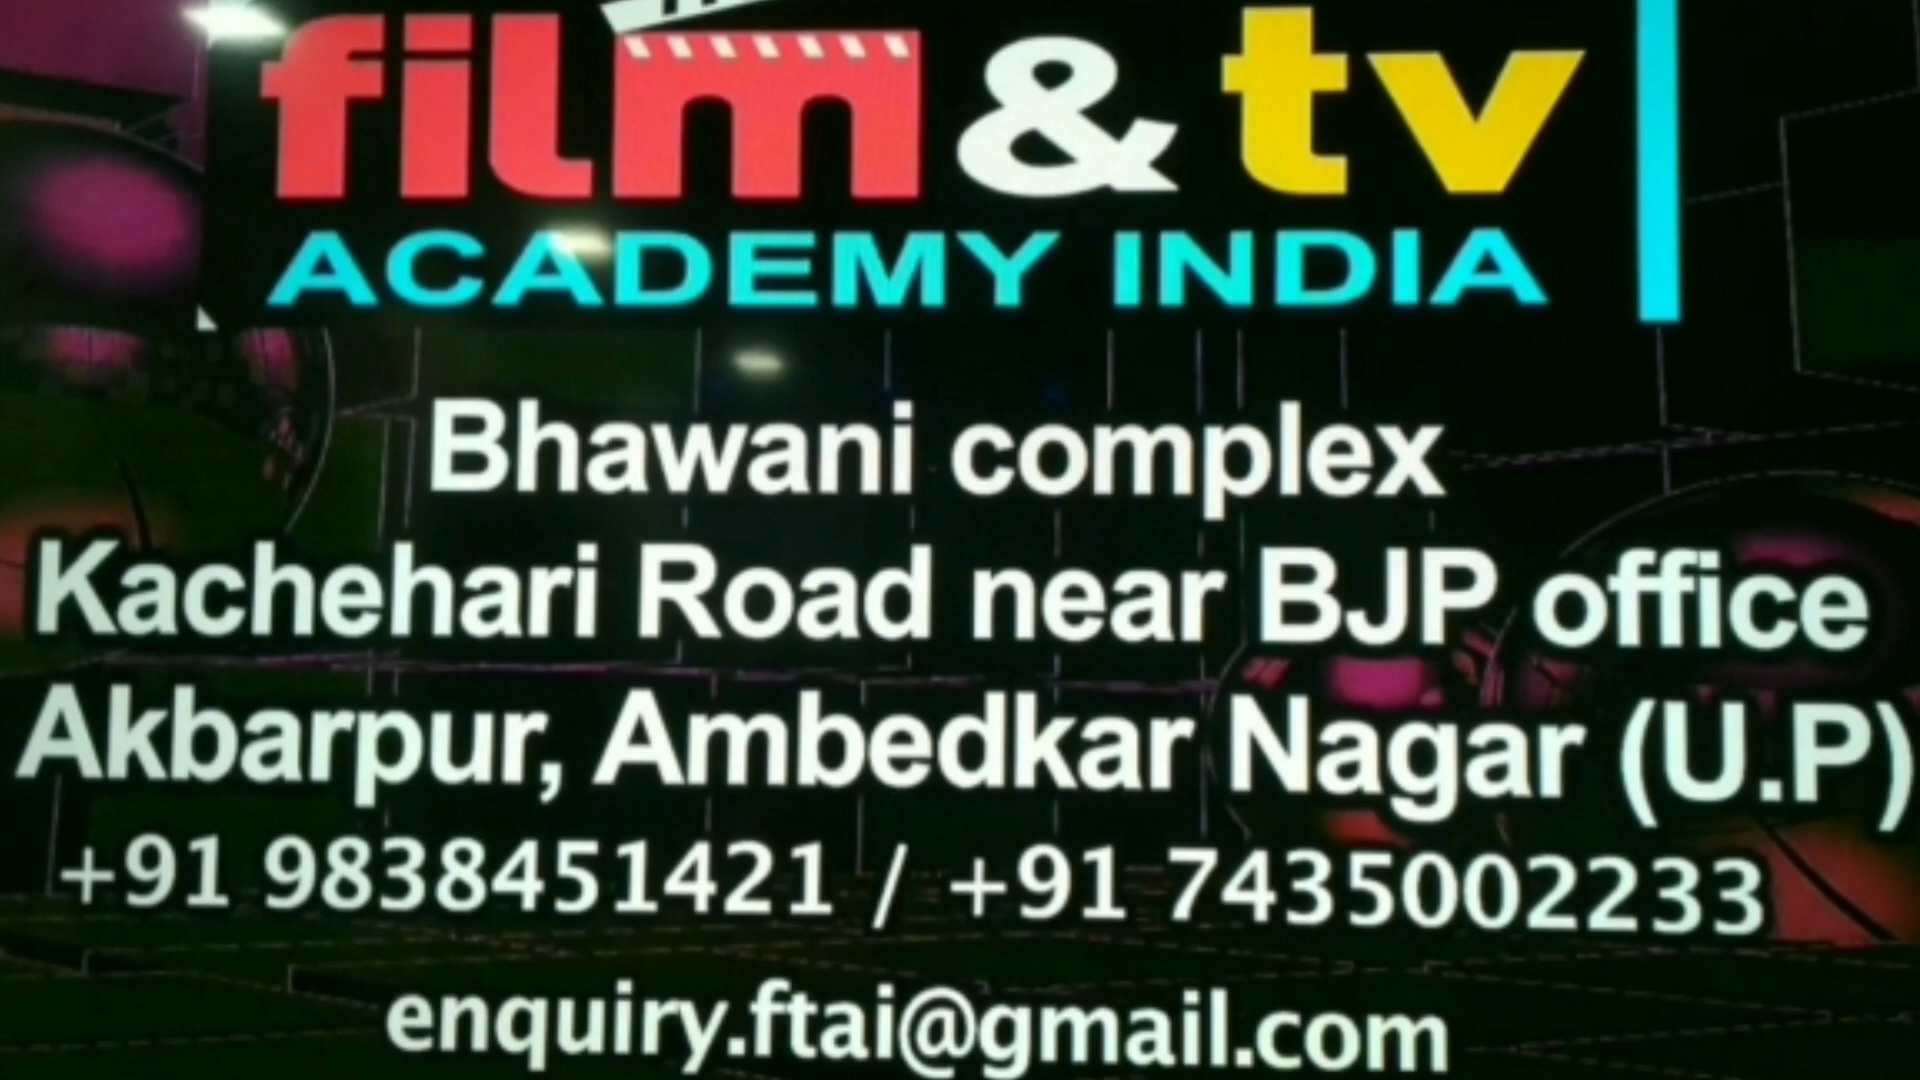 film & tv
ACADEMY INDIA
Bhawani complex
Kachehari Road near BJP office
Akbarpur, Ambedkar Nagar (U.P)
+91 9838451421 / +91 7435002233
enquiry.ftai@gmail.com